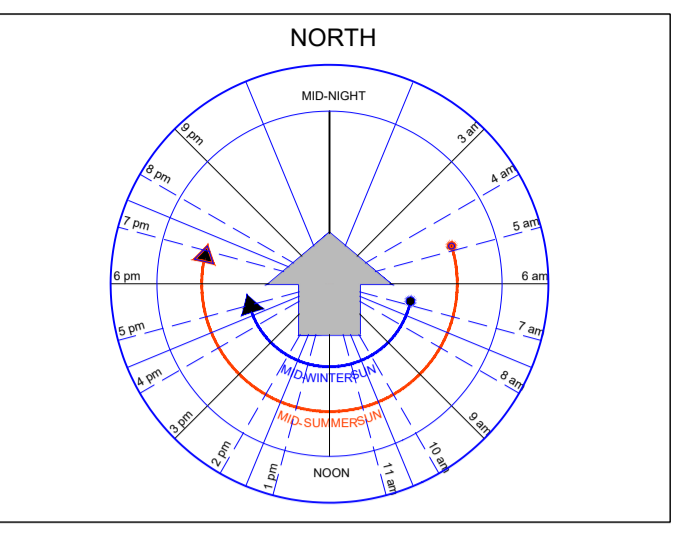 NORTH
MID-NIGHT
9 pm
3 am
8 pm
4 am
7 pm
5 am
6 pm
6 am
5 pm
7 am
4 pm
8 am
MID-WINTERSUN
MID-SUMMERSUN
3 pm
9 am
2 pm
10 am
1 pm
NOON
11 am